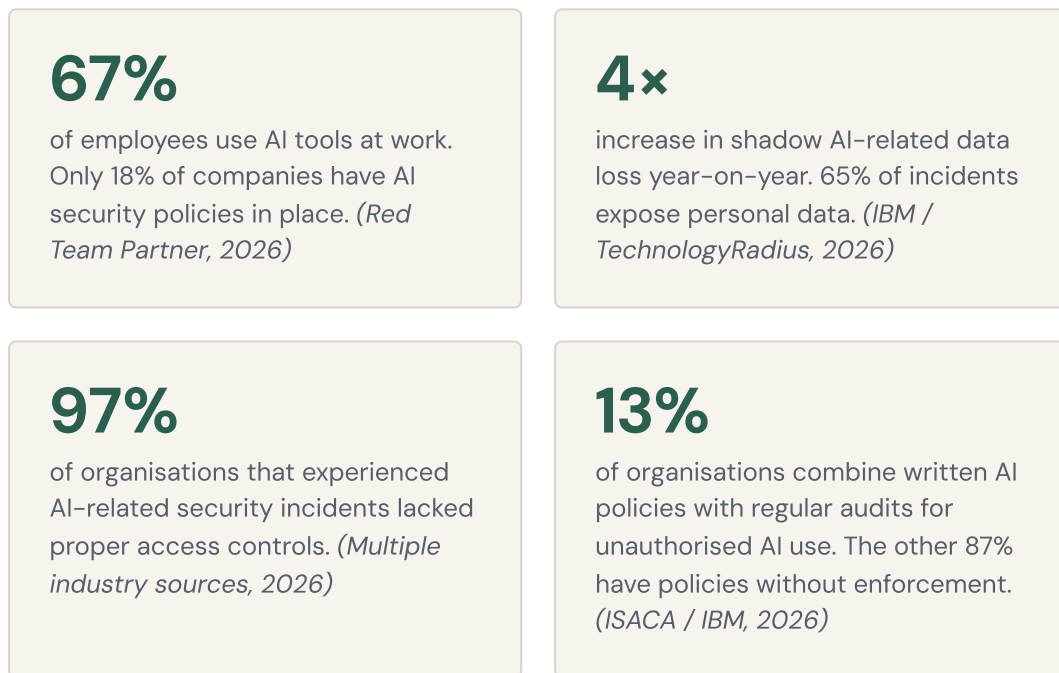 67%
of employees use AI tools at work.
Only 18% of companies have AI
security policies in place. (Red
Team Partner, 2026)
4×
increase in shadow AI-related data
loss year-on-year. 65% of incidents
expose personal data. (IBM /
TechnologyRadius, 2026)
97%
of organisations that experienced
AI-related security incidents lacked
proper access controls. (Multiple
industry sources, 2026)
13%
of organisations combine written AI
policies with regular audits for
unauthorised AI use. The other 87%
have policies without enforcement.
(ISACA / IBM, 2026)